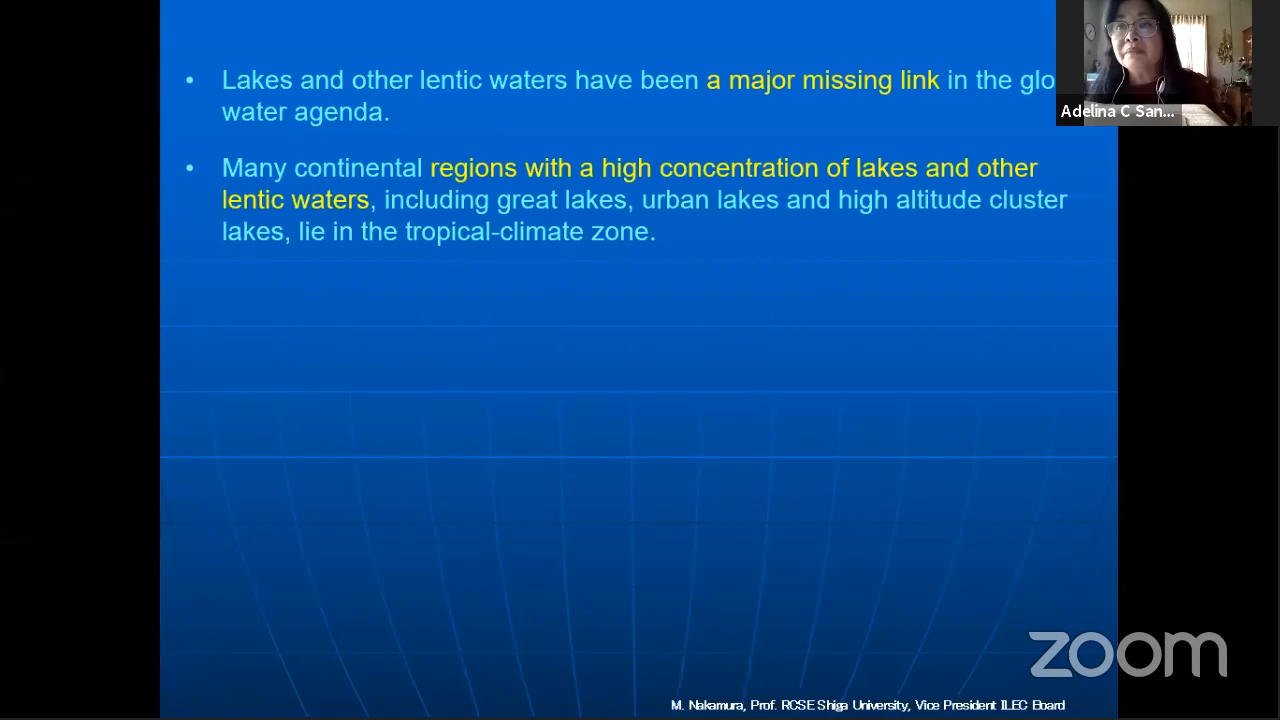 • Lakes and other lentic waters have been a major missing link in the glo
water agenda.
• Many continental regions with a high concentration of lakes and other
lentic waters, including great lakes, urban lakes and high altitude cluster
lakes, lie in the tropical-climate zone.
Adelina C San...
zoom
M. Nakamura, Prof. RCSE Shiga University, Vice President ILEC Board